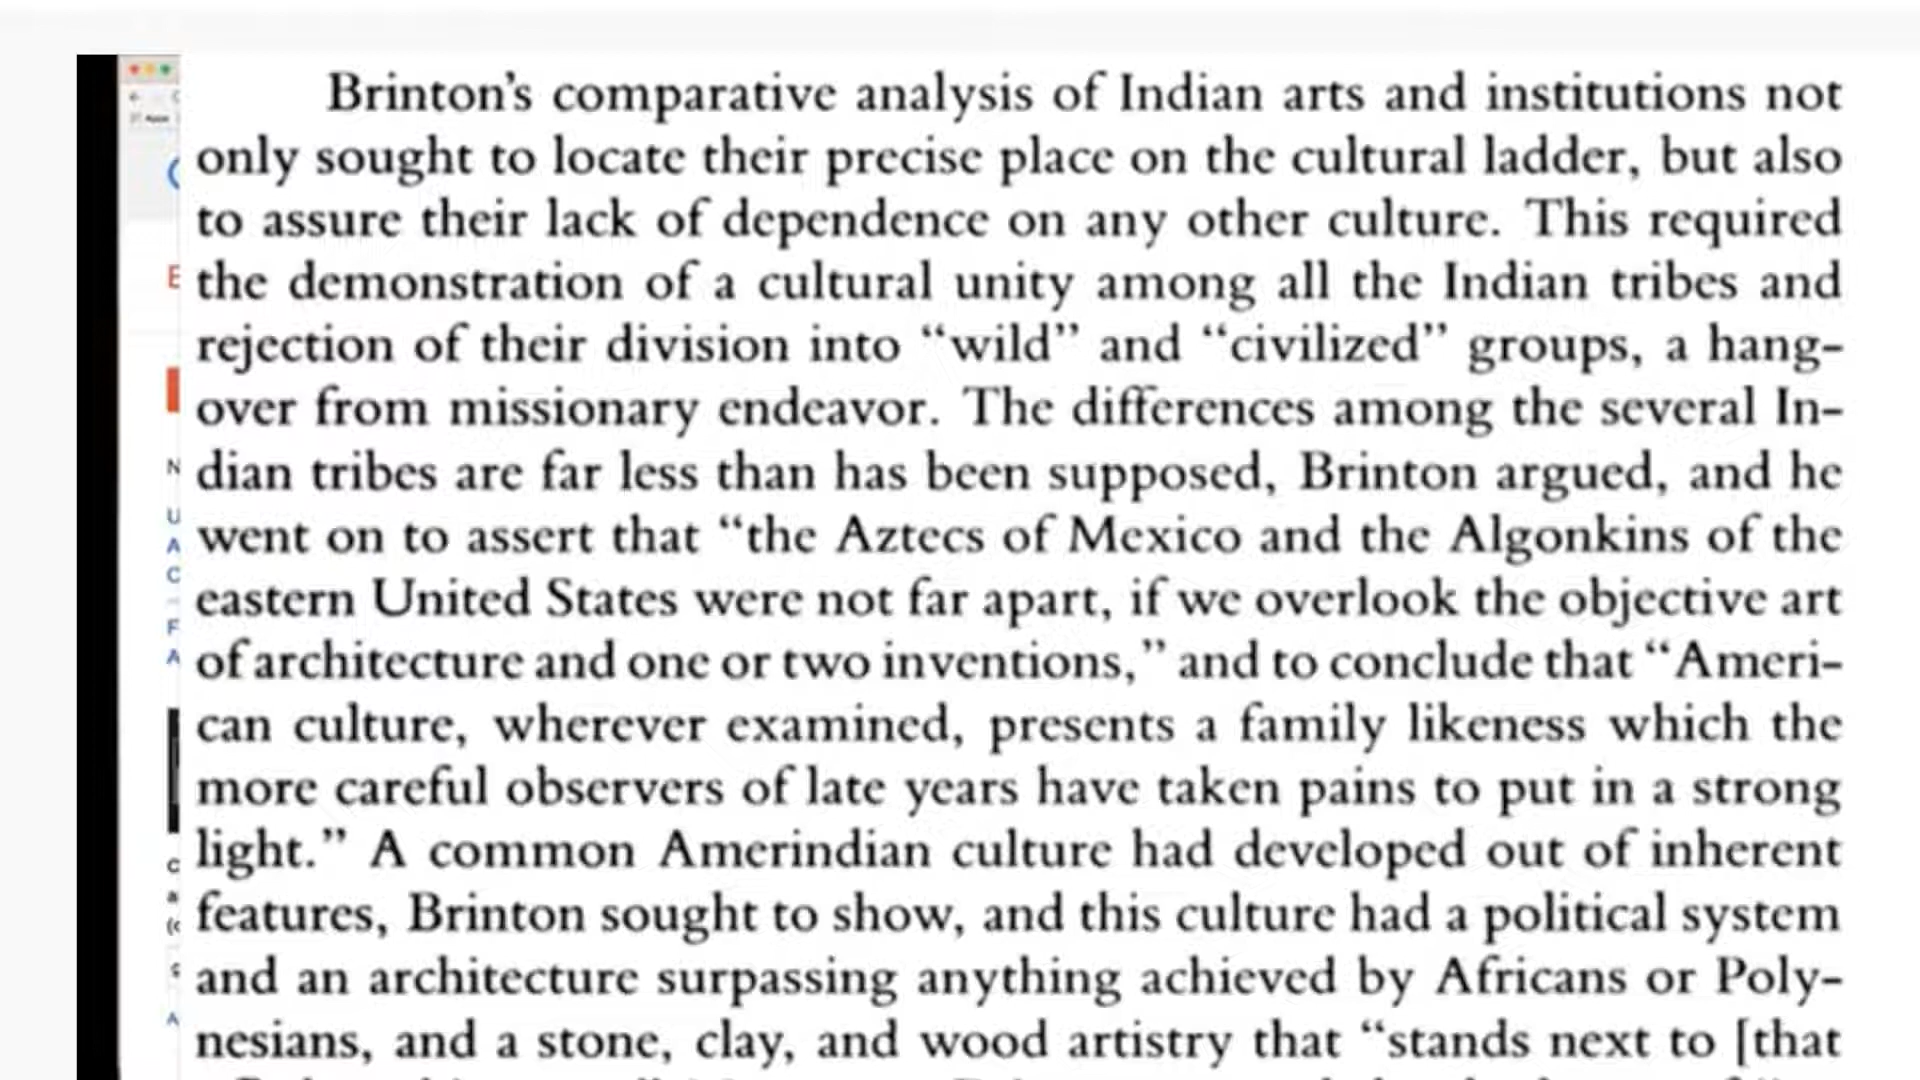 Brinton's comparative analysis of Indian arts and institutions not
only sought to locate their precise place on the cultural ladder, but also
to assure their lack of dependence on any other culture. This required
the demonstration of a cultural unity among all the Indian tribes and
rejection of their division into “wild” and “civilized” groups, a hang-
over from missionary endeavor. The differences among the several In-
dian tribes are far less than has been supposed, Brinton argued, and he
went on to assert that “the Aztecs of Mexico and the Algonkins of the
eastern United States were not far apart, if we overlook the objective art
of architecture and one or two inventions,” and to conclude that “Ameri-
can culture, wherever examined, presents a family likeness which the
more careful observers of late years have taken pains to put in a strong
light.” A common Amerindian culture had developed out of inherent
features, Brinton sought to show, and this culture had a political system
and an architecture surpassing anything achieved by Africans or Poly-
nesians, and a stone, clay, and wood artistry that “stands next to [that